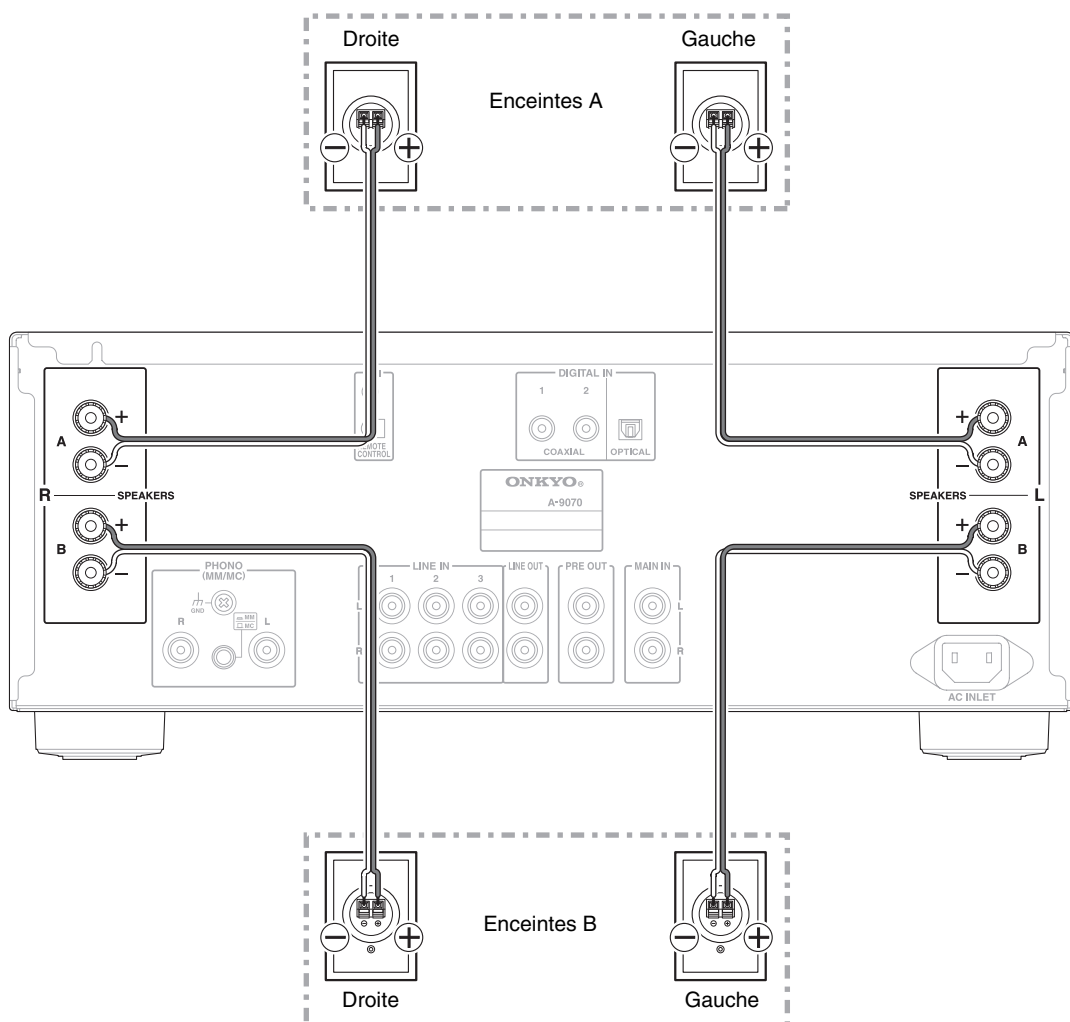 Droite
Gauche
Enceintes A
− +
− +
DIGITAL IN
1 2
COAXIAL
OPTICAL
REMOTE
CONTROL
A
+
−
R
SPEAKERS
B
+
−
ONKYO®
A-9070
+
A
−
SPEAKERS
L
+
B
−
PHONO
(MM/MC)
GND
R
MM
MC
L
LINE IN
1 2 3
L
R
LINE OUT
PRE OUT
MAIN IN
L
R
AC INLET
Enceintes B
− +
− +
Droite
Gauche